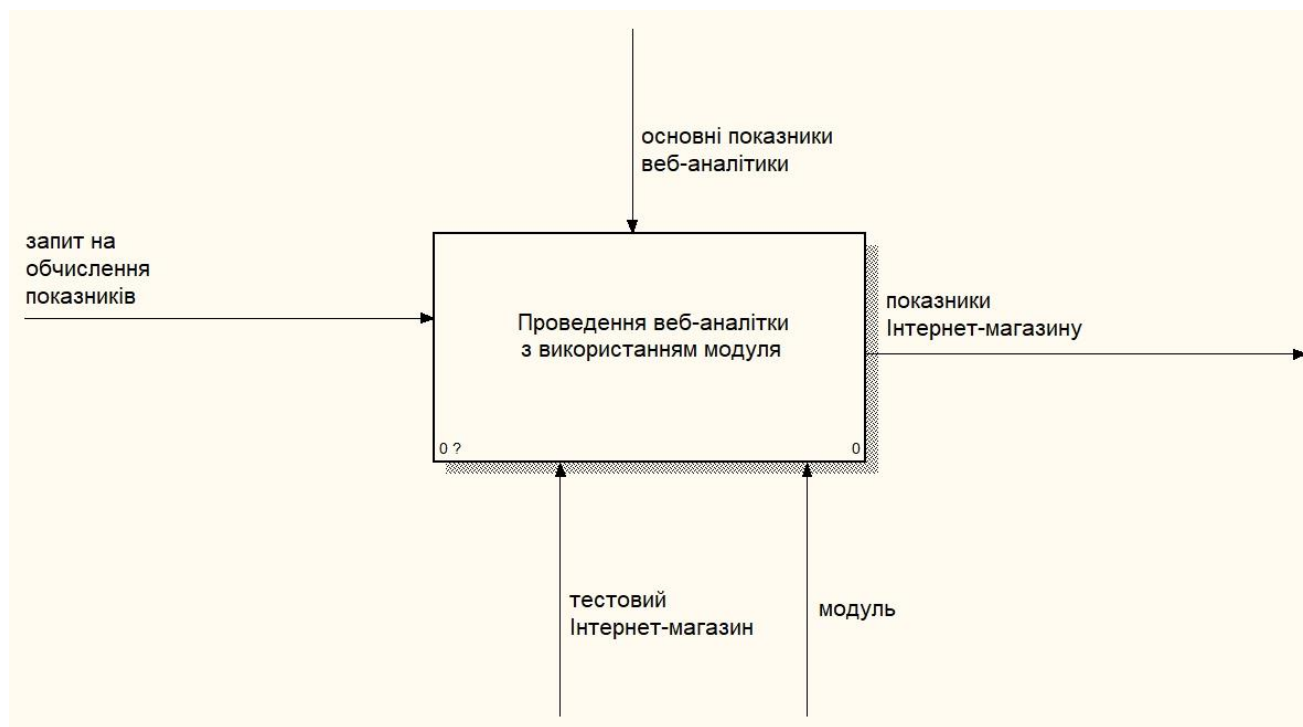 основні показники
веб-аналітики
запит на
обчислення
показників
Проведення веб-аналітки
з використанням модуля
показники
Інтернет-магазину
0 ?
0
тестовий
Інтернет-магазин
модуль